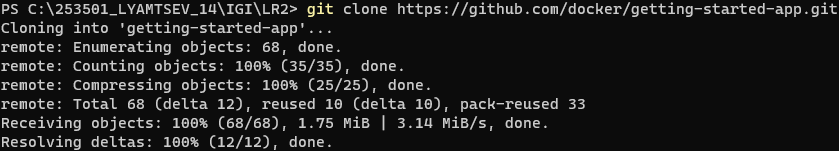 PS C:\253501_LYAMTSEV_14\IGI\LR2> git clone https://github.com/docker/getting-started-app.git
Cloning into 'getting-started-app'...
remote: Enumerating objects: 68, done.
remote: Counting objects: 100% (35/35), done.
remote: Compressing objects: 100% (25/25), done.
remote: Total 68 (delta 12), reused 10 (delta 10), pack-reused 33
Receiving objects: 100% (68/68), 1.75 MiB | 3.14 MiB/s, done.
Resolving deltas: 100% (12/12), done.